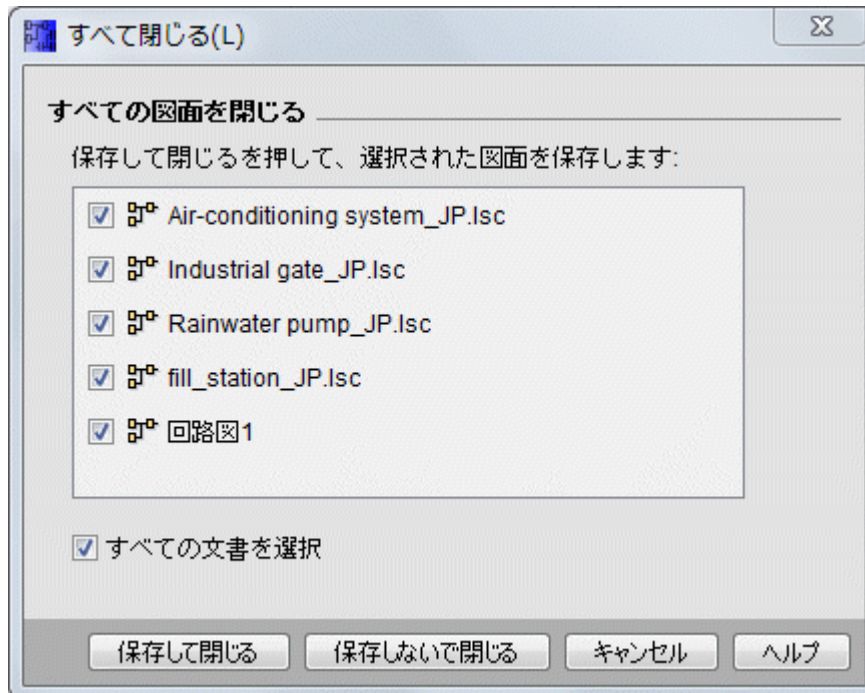 すべて閉じる(L)
すべての図面を閉じる
保存して閉じるを押して、選択された図面を保存します:
Air-conditioning system_JP.lsc
Industrial gate_JP.lsc
Rainwater pump_JP.lsc
fill_station_JP.lsc
回路図1
すべての文書を選択
保存して閉じる 保存しないで閉じる キャンセル ヘルプ